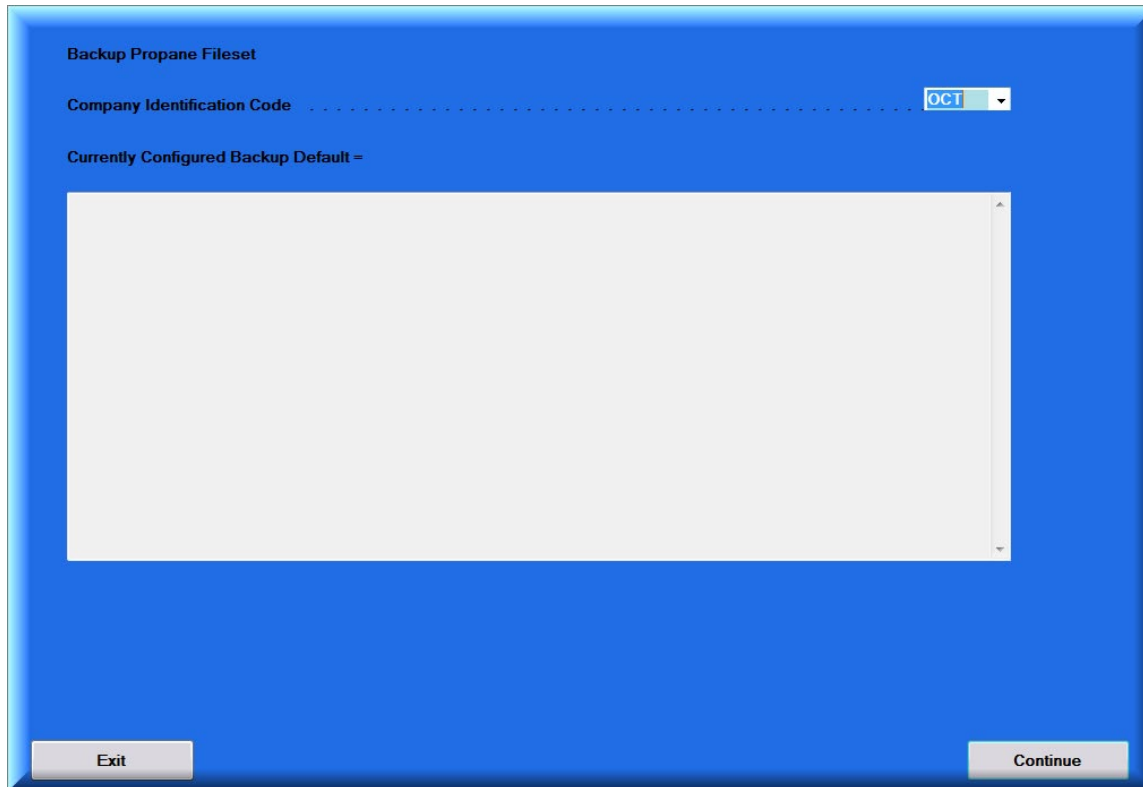 Backup Propane Fileset
Company Identification Code . . . . . . . . . . . . . . . . . . . . . . . . . . . . . . . . . . . . . . . . . . . . . . OCT
Currently Configured Backup Default =
Exit Continue